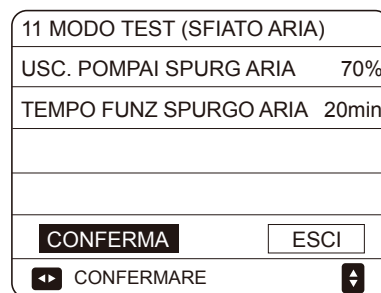 11 MODO TEST (SFIATO ARIA)
USC. POMPAI SPURG ARIA 70%
TEMPO FUNZ SPURGO ARIA 20min
CONFERMA ESCI
CONFERMARE